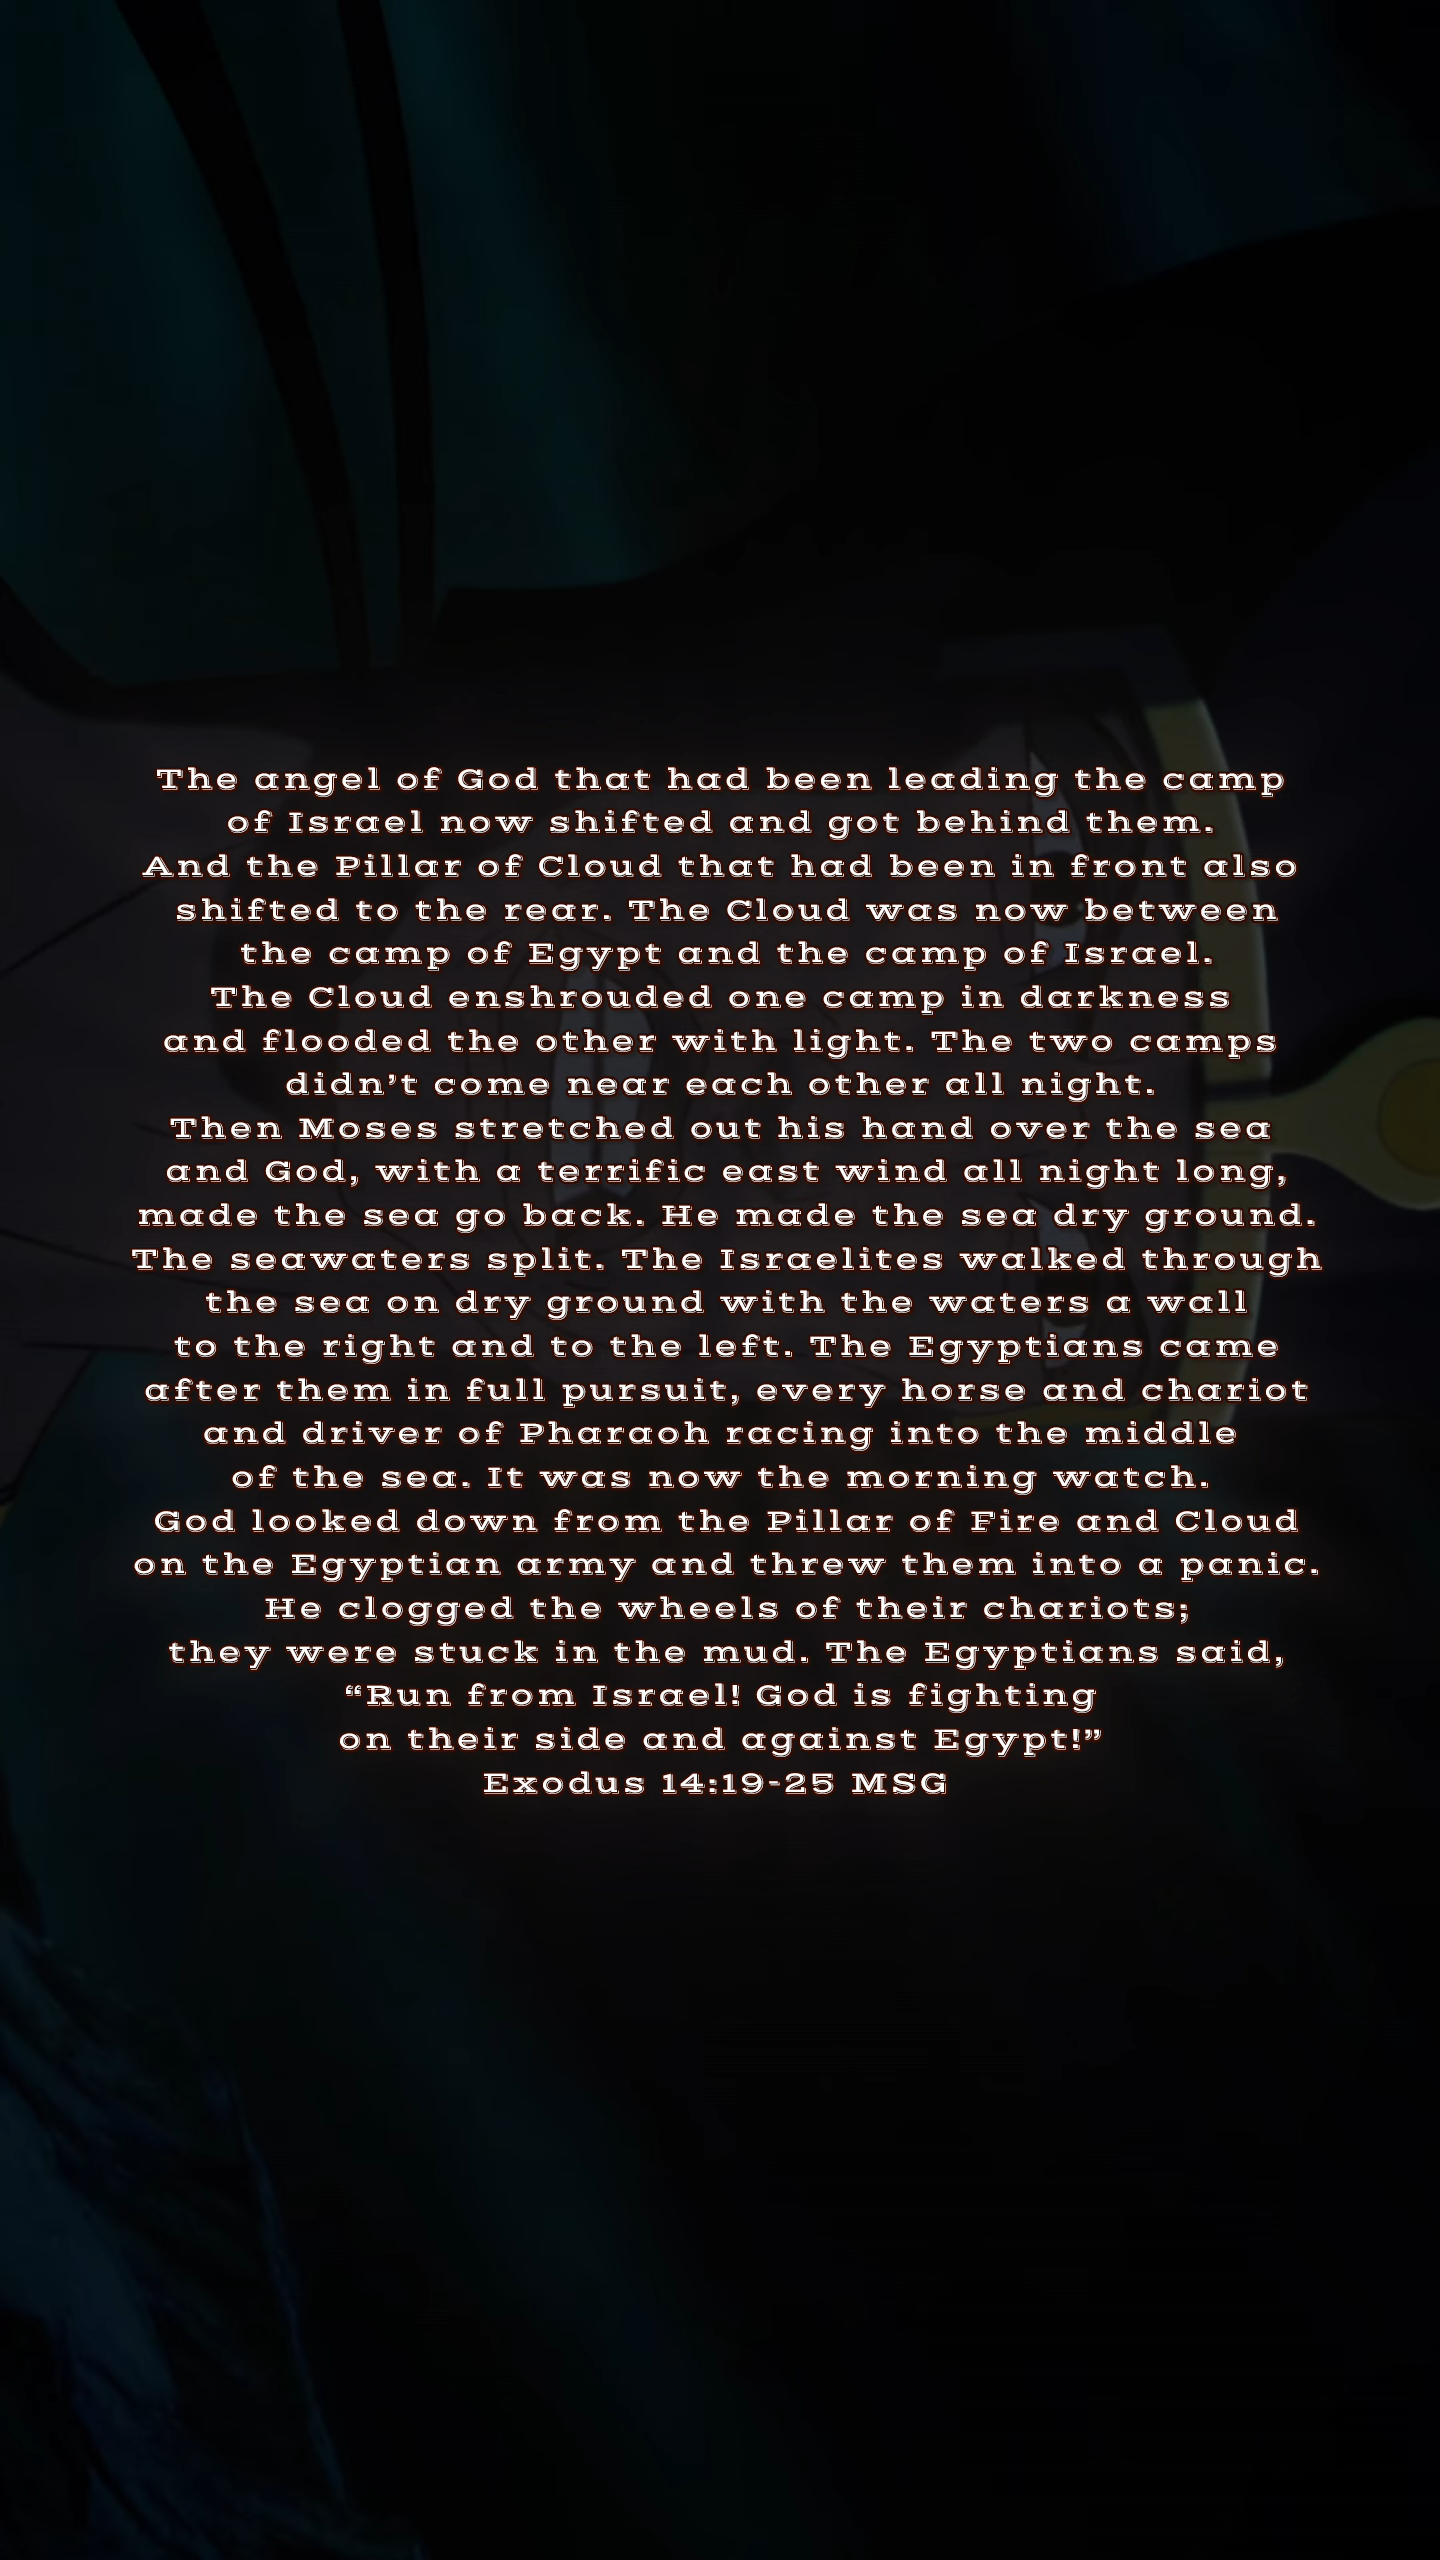 The angel of God that had been leading the camp
of Israel now shifted and got behind them.
And the Pillar of Cloud that had been in front also
shifted to the rear. The Cloud was now between
the camp of Egypt and the camp of Israel.
The Cloud enshrouded one camp in darkness
and flooded the other with light. The two camps
didn’t come near each other all night.
Then Moses stretched out his hand over the sea
and God, with a terrific east wind all night long,
made the sea go back. He made the sea dry ground.
The seawaters split. The Israelites walked through
the sea on dry ground with the waters a wall
to the right and to the left. The Egyptians came
after them in full pursuit, every horse and chariot
and driver of Pharaoh racing into the middle
of the sea. It was now the morning watch.
God looked down from the Pillar of Fire and Cloud
on the Egyptian army and threw them into a panic.
He clogged the wheels of their chariots;
they were stuck in the mud. The Egyptians said,
“Run from Israel! God is fighting
on their side and against Egypt!”
Exodus 14:19-25 MSG